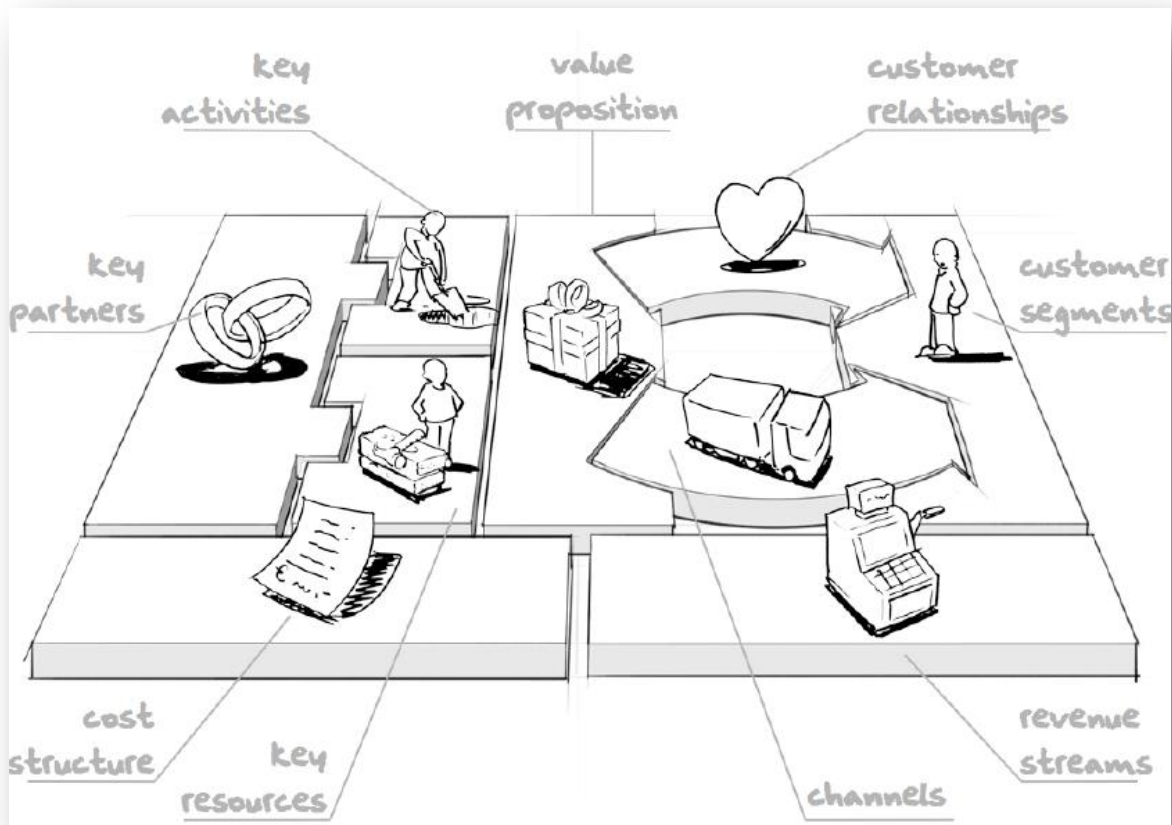 key
activities
value
proposition
customer
relationships
key
partners
customer
segments
cost
structure
key
resources
channels
revenue
streams